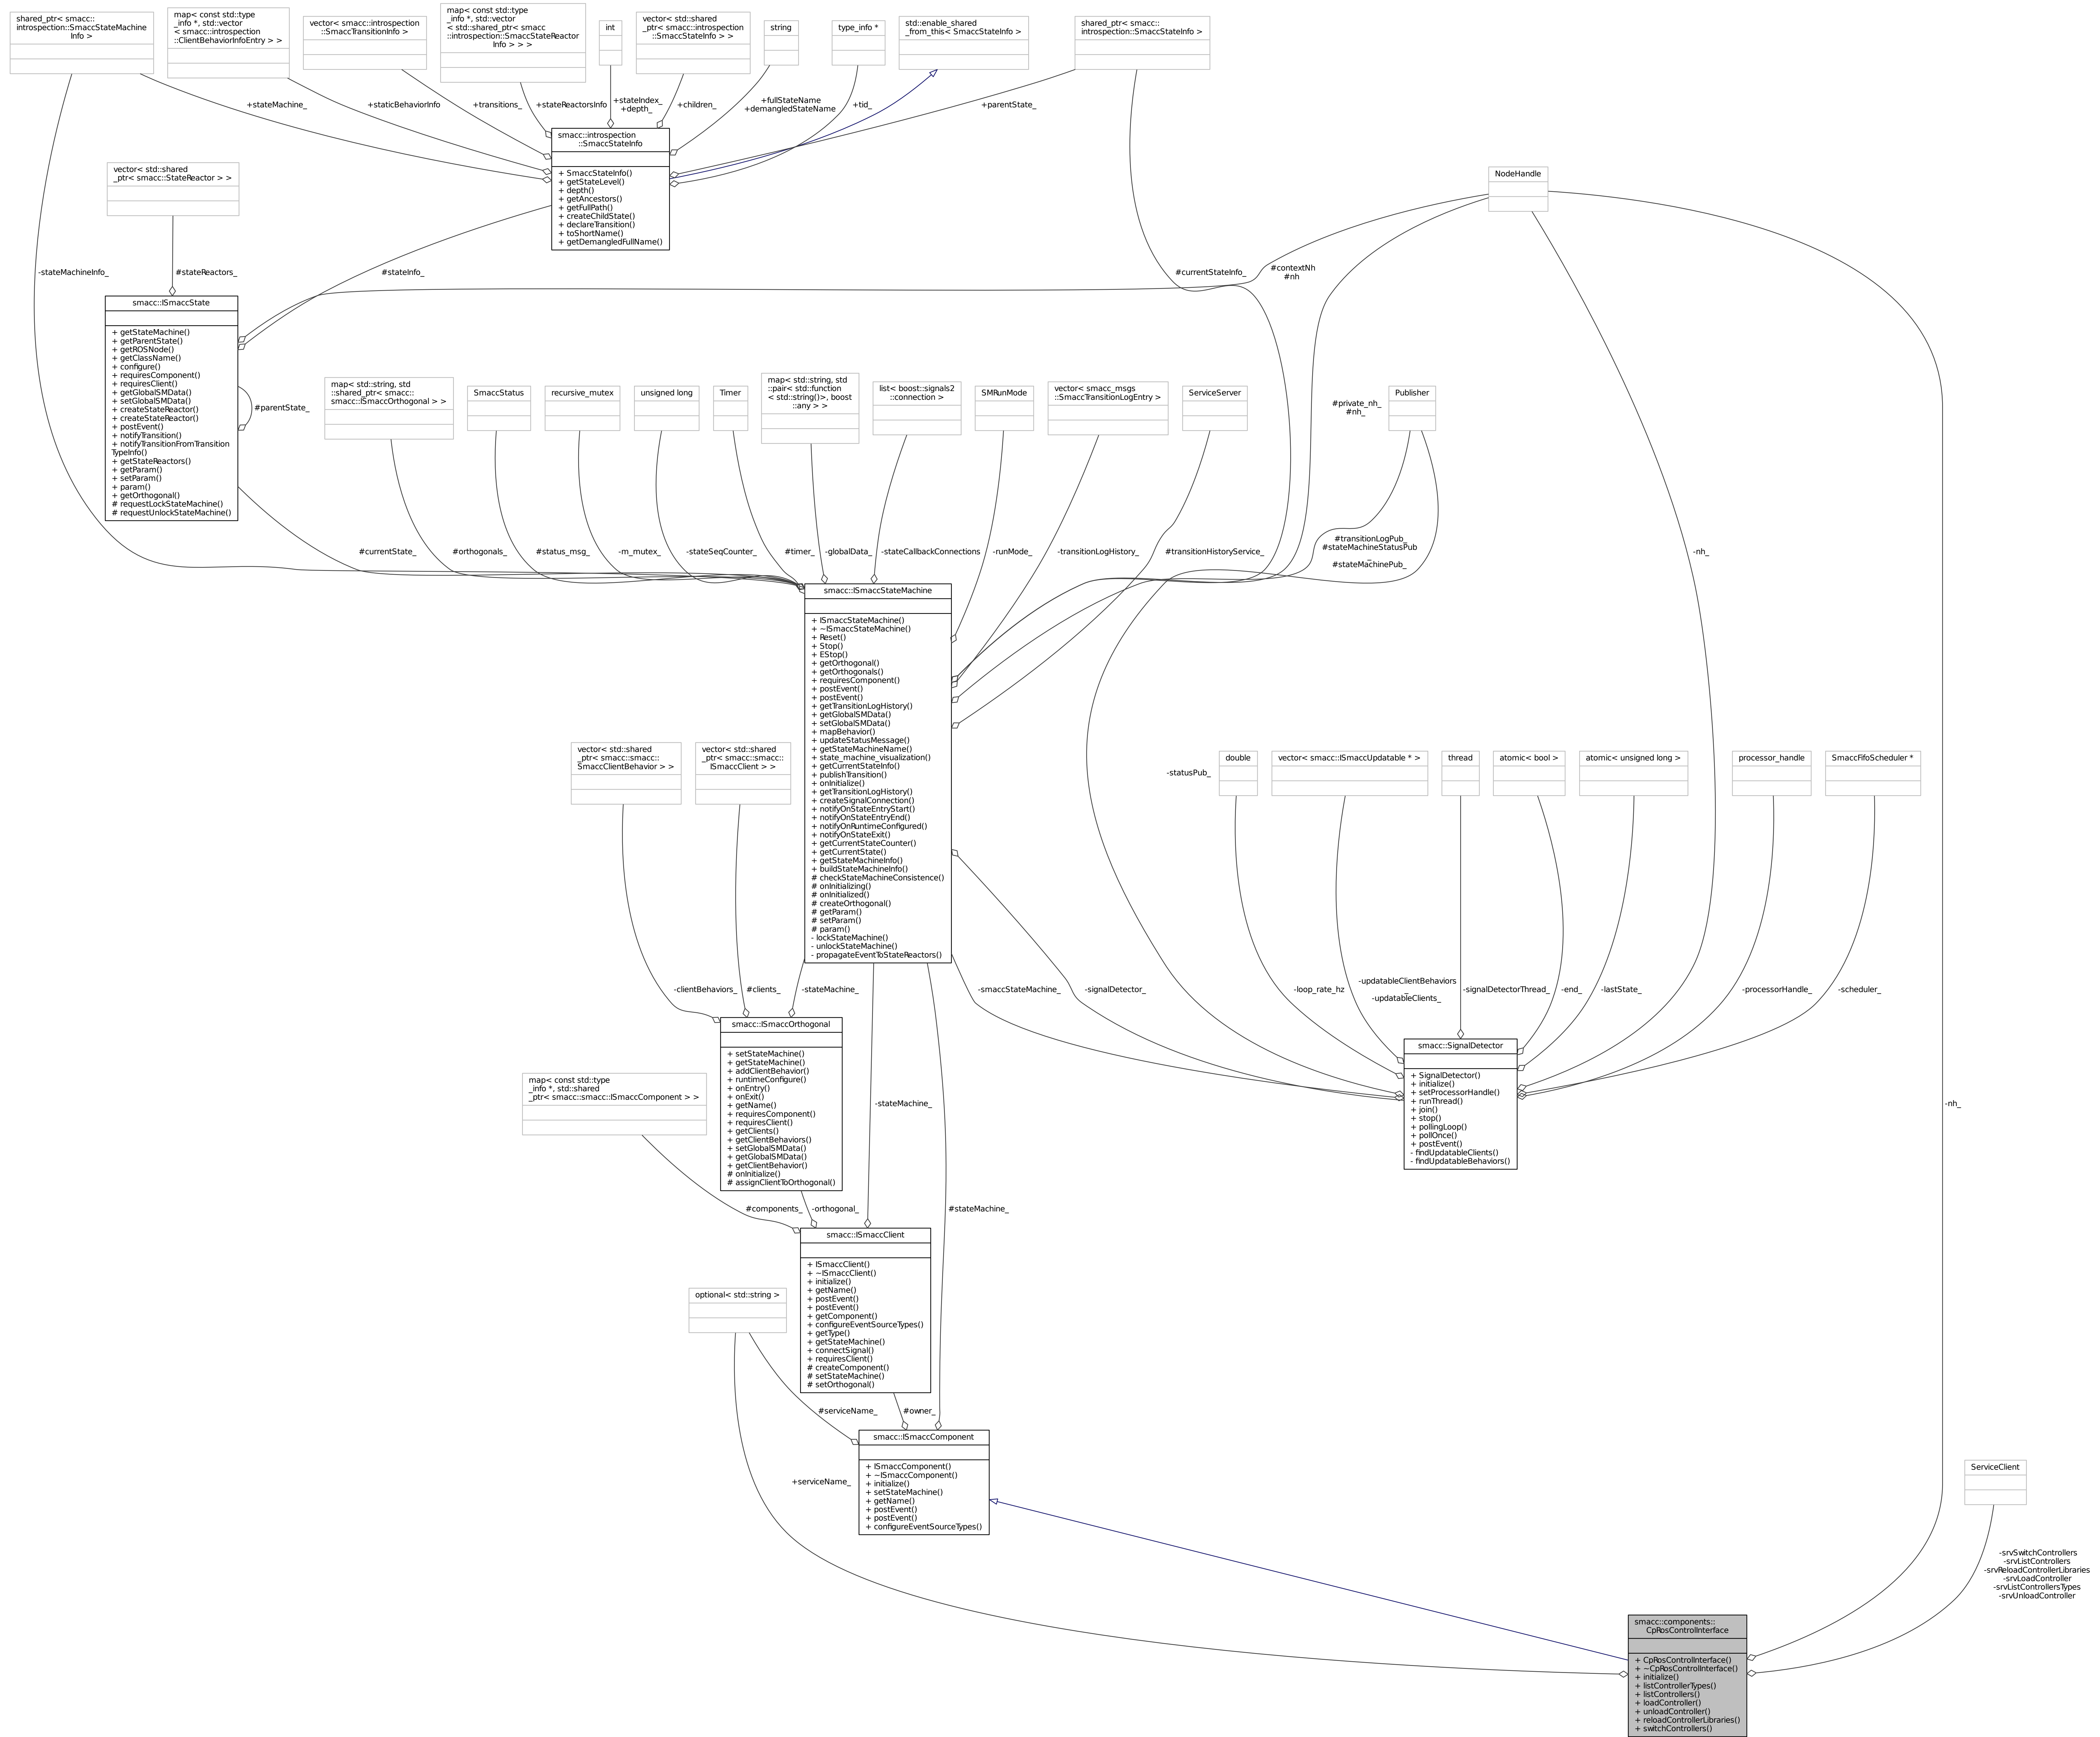 shared_ptr< smacc::
introspection::SmaccStateMachine
Info >
map< const std::type
_info *, std::vector
< smacc::introspection
::ClientBehaviorInfoEntry > >
vector< smacc::introspection
::SmaccTransitionInfo >
map< const std::type
_info *, std::vector
< std::shared_ptr< smacc
::introspection::SmaccStateReactor
Info > > >
int
vector< std::shared
_ptr< smacc::introspection
::SmaccStateInfo > >
string
type_info *
std::enable_shared
_from_this< SmaccStateInfo >
shared_ptr< smacc::
introspection::SmaccStateInfo >
+stateMachine_
+staticBehaviorInfo
+transitions_
+stateReactorsInfo
+stateIndex_
+depth_
+children_
+fullStateName
+demangledStateName
+tid_
+parentState_
smacc::introspection
::SmaccStateInfo
+ SmaccStateInfo()
+ getStateLevel()
+ depth()
+ getAncestors()
+ getFullPath()
+ createChildState()
+ declareTransition()
+ toShortName()
+ getDemangledFullName()
vector< std::shared
_ptr< smacc::StateReactor > >
NodeHandle
-stateMachineInfo_
#stateReactors_
#stateInfo_
#currentStateInfo_
#contextNh
#nh
smacc::ISmaccState
+ getStateMachine()
+ getParentState()
+ getROSNode()
+ getClassName()
+ configure()
+ requiresComponent()
+ requiresClient()
+ getGlobalSMData()
+ setGlobalSMData()
+ createStateReactor()
+ createStateReactor()
+ postEvent()
+ notifyTransition()
+ notifyTransitionFromTransition
TypeInfo()
+ getStateReactors()
+ getParam()
+ setParam()
+ param()
+ getOrthogonal()
# requestLockStateMachine()
# requestUnlockStateMachine()
#parentState_
map< std::string, std
::shared_ptr< smacc::
smacc::ISmaccOrthogonal > >
SmaccStatus
recursive_mutex
unsigned long
Timer
map< std::string, std
::pair< std::function
< std::string()>, boost
::any > >
list< boost::signals2
::connection >
SMRunMode
vector< smacc_msgs
::SmaccTransitionLogEntry >
ServiceServer
#private_nh_
#nh_
Publisher
#currentState_
#orthogonals_
#status_msg_
-m_mutex_
-stateSeqCounter_
#timer_
-globalData_
-stateCallbackConnections
-runMode_
-transitionLogHistory_
#transitionHistoryService_
#transitionLogPub_
#stateMachineStatusPub
_
#stateMachinePub_
-nh_
smacc::ISmaccStateMachine
+ ISmaccStateMachine()
+ ~ISmaccStateMachine()
+ Reset()
+ Stop()
+ EStop()
+ getOrthogonal()
+ getOrthogonals()
+ requiresComponent()
+ postEvent()
+ postEvent()
+ getTransitionLogHistory()
+ getGlobalSMData()
+ setGlobalSMData()
+ mapBehavior()
+ updateStatusMessage()
+ getStateMachineName()
+ state_machine_visualization()
+ getCurrentStateInfo()
+ publishTransition()
+ onInitialize()
+ getTransitionLogHistory()
+ createSignalConnection()
+ notifyOnStateEntryStart()
+ notifyOnStateEntryEnd()
+ notifyOnRuntimeConfigured()
+ notifyOnStateExit()
+ getCurrentStateCounter()
+ getCurrentState()
+ getStateMachineInfo()
+ buildStateMachineInfo()
# checkStateMachineConsistence()
# onInitializing()
# onInitialized()
# createOrthogonal()
# getParam()
# setParam()
# param()
- lockStateMachine()
- unlockStateMachine()
- propagateEventToStateReactors()
vector< std::shared
_ptr< smacc::smacc::
SmaccClientBehavior > >
vector< std::shared
_ptr< smacc::smacc::
ISmaccClient > >
-statusPub_
double
vector< smacc::ISmaccUpdatable * >
thread
atomic< bool >
atomic< unsigned long >
processor_handle
SmaccFifoScheduler *
-clientBehaviors_
#clients_
-stateMachine_
-smaccStateMachine_
-signalDetector_
-loop_rate_hz
-updatableClientBehaviors
_
-updatableClients_
-signalDetectorThread_
-end_
-lastState_
-processorHandle_
-scheduler_
smacc::ISmaccOrthogonal
+ setStateMachine()
+ getStateMachine()
+ addClientBehavior()
+ runtimeConfigure()
+ onEntry()
+ onExit()
+ getName()
+ requiresComponent()
+ requiresClient()
+ getClients()
+ getClientBehaviors()
+ setGlobalSMData()
+ getGlobalSMData()
+ getClientBehavior()
# onInitialize()
# assignClientToOrthogonal()
smacc::SignalDetector
+ SignalDetector()
+ initialize()
+ setProcessorHandle()
+ runThread()
+ join()
+ stop()
+ pollingLoop()
+ pollOnce()
+ postEvent()
- findUpdatableClients()
- findUpdatableBehaviors()
map< const std::type
_info *, std::shared
_ptr< smacc::smacc::ISmaccComponent > >
-stateMachine_
-nh_
#components_
-orthogonal_
#stateMachine_
smacc::ISmaccClient
+ ISmaccClient()
+ ~ISmaccClient()
+ initialize()
+ getName()
+ postEvent()
+ postEvent()
+ getComponent()
+ configureEventSourceTypes()
+ getType()
+ getStateMachine()
+ connectSignal()
+ requiresClient()
# createComponent()
# setStateMachine()
# setOrthogonal()
optional< std::string >
#serviceName_
#owner_
smacc::ISmaccComponent
+ ISmaccComponent()
+ ~ISmaccComponent()
+ initialize()
+ setStateMachine()
+ getName()
+ postEvent()
+ postEvent()
+ configureEventSourceTypes()
+serviceName_
ServiceClient
-srvSwitchControllers
-srvListControllers
-srvReloadControllerLibraries
-srvLoadController
-srvListControllersTypes
-srvUnloadController
smacc::components::
CpRosControlInterface
+ CpRosControlInterface()
+ ~CpRosControlInterface()
+ initialize()
+ listControllerTypes()
+ listControllers()
+ loadController()
+ unloadController()
+ reloadControllerLibraries()
+ switchControllers()